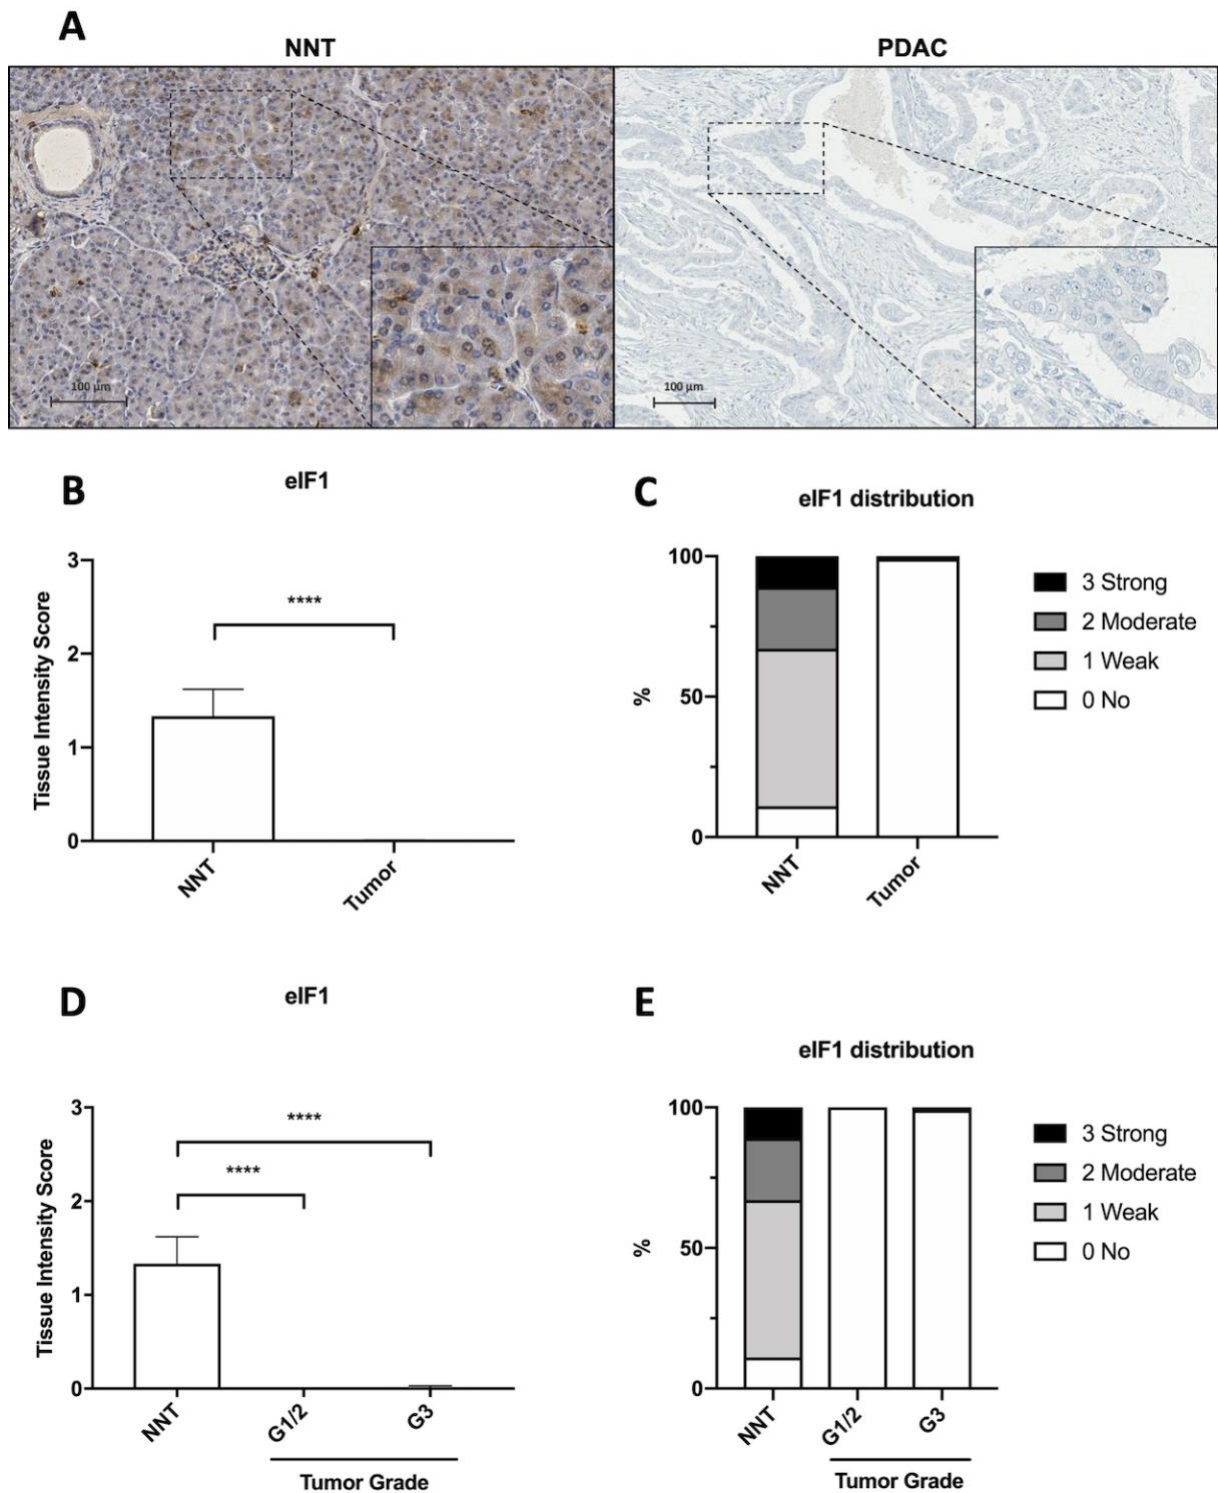 A
NNT
PDAC
100 µm
100 µm
B
eIF1
Tissue Intensity Score
3
2
1
0
****
NNT
Tumor
C
eIF1 distribution
%
100
50
0
NNT
Tumor
3 Strong
2 Moderate
1 Weak
0 No
D
eIF1
Tissue Intensity Score
3
2
1
0
****
****
NNT
G1/2
G3
Tumor Grade
E
eIF1 distribution
%
100
50
0
NNT
G1/2
G3
Tumor Grade
3 Strong
2 Moderate
1 Weak
0 No